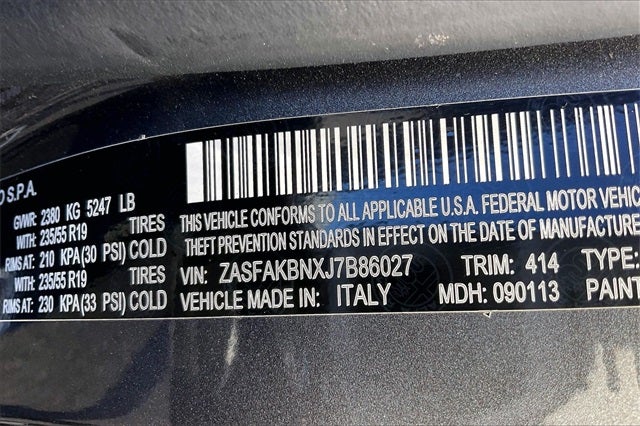 O S.P.A.
GVWR: 2380 KG 5247 LB
WITH: 235/55 R19 TIRES
RIMS AT: 210 KPA (30 PSI) COLD
WITH: 235/55 R19 TIRES
RIMS AT: 230 KPA (33 PSI) COLD
THIS VEHICLE CONFORMS TO ALL APPLICABLE U.S.A. FEDERAL MOTOR VEHIC
THEFT PREVENTION STANDARDS IN EFFECT ON THE DATE OF MANUFACTURE
VIN: ZASFAKBNXJ7B86027 TRIM: 414 TYPE:
VEHICLE MADE IN: ITALY MDH: 090113 PAINT